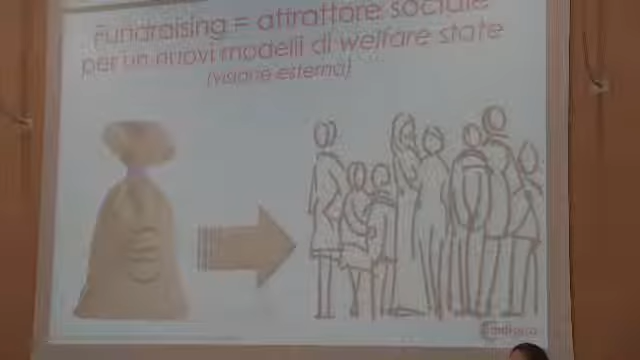 Fundraising = attrattore sociale
per un nuovi modelli di welfare state
(visione esterna)